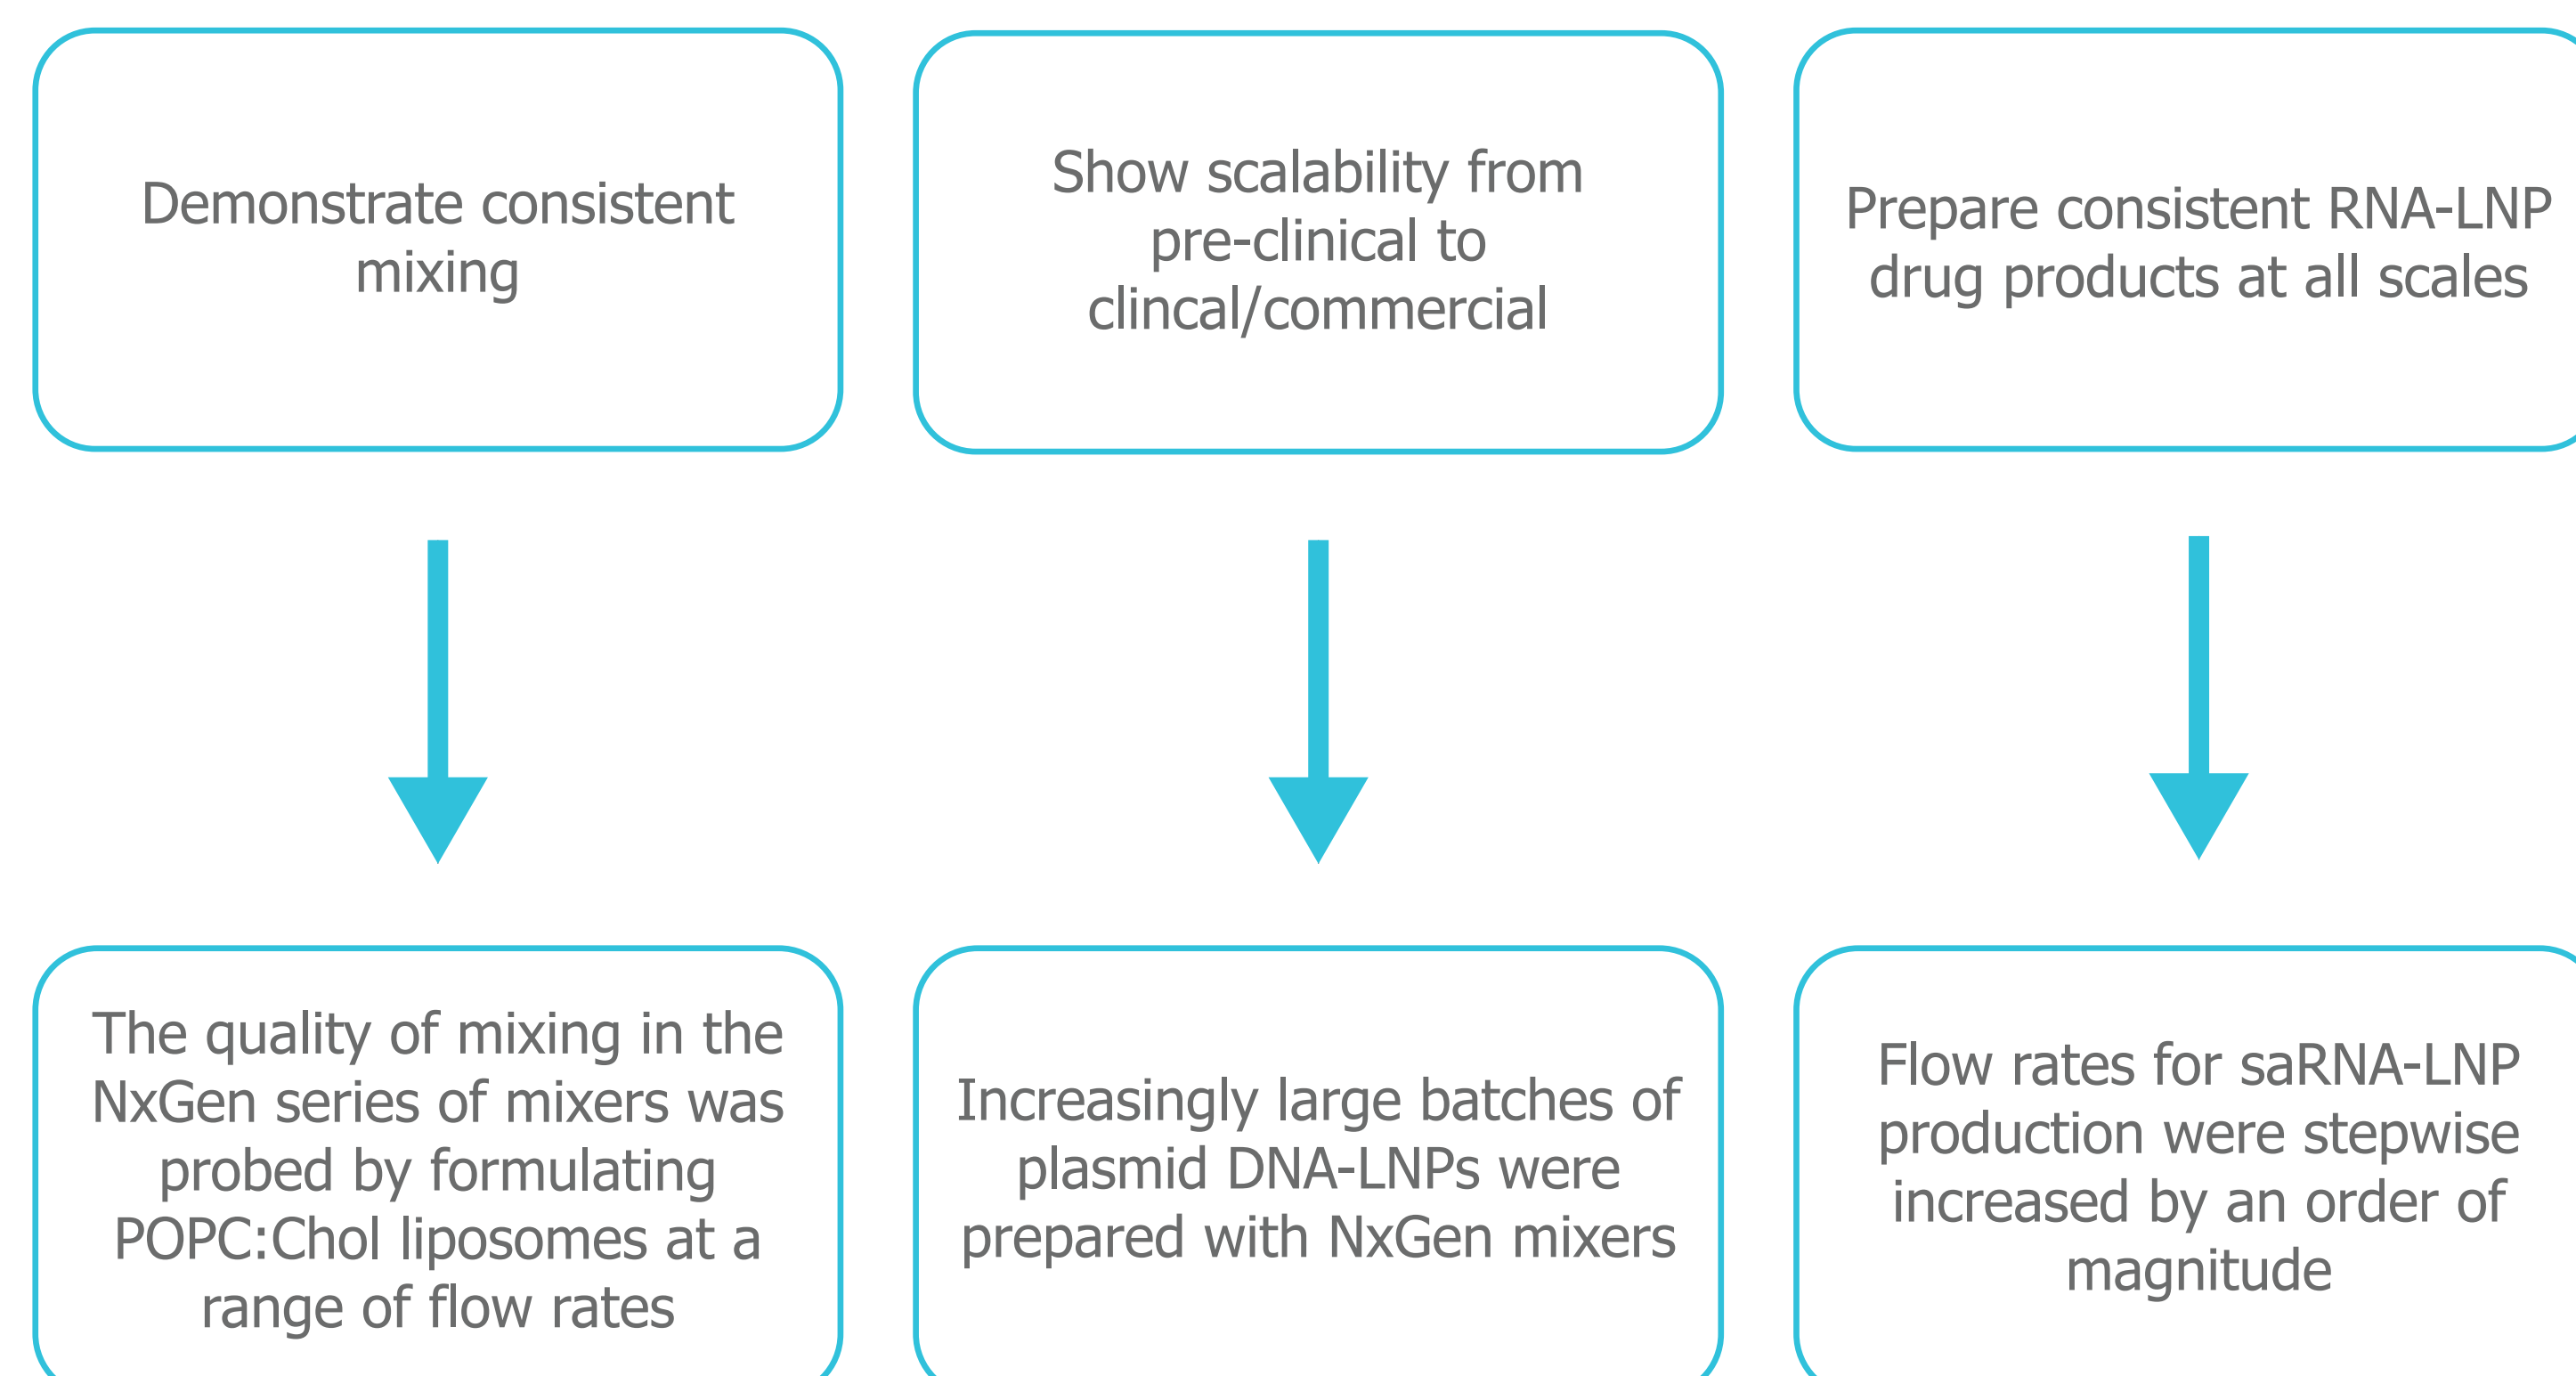 Demonstrate consistent
mixing
Show scalability from
pre-clinical to
clincal/commercial
Prepare consistent RNA-LNP
drug products at all scales
The quality of mixing in the
NxGen series of mixers was
probed by formulating
POPC:Chol liposomes at a
range of flow rates
Increasingly large batches of
plasmid DNA-LNPs were
prepared with NxGen mixers
Flow rates for saRNA-LNP
production were stepwise
increased by an order of
magnitude